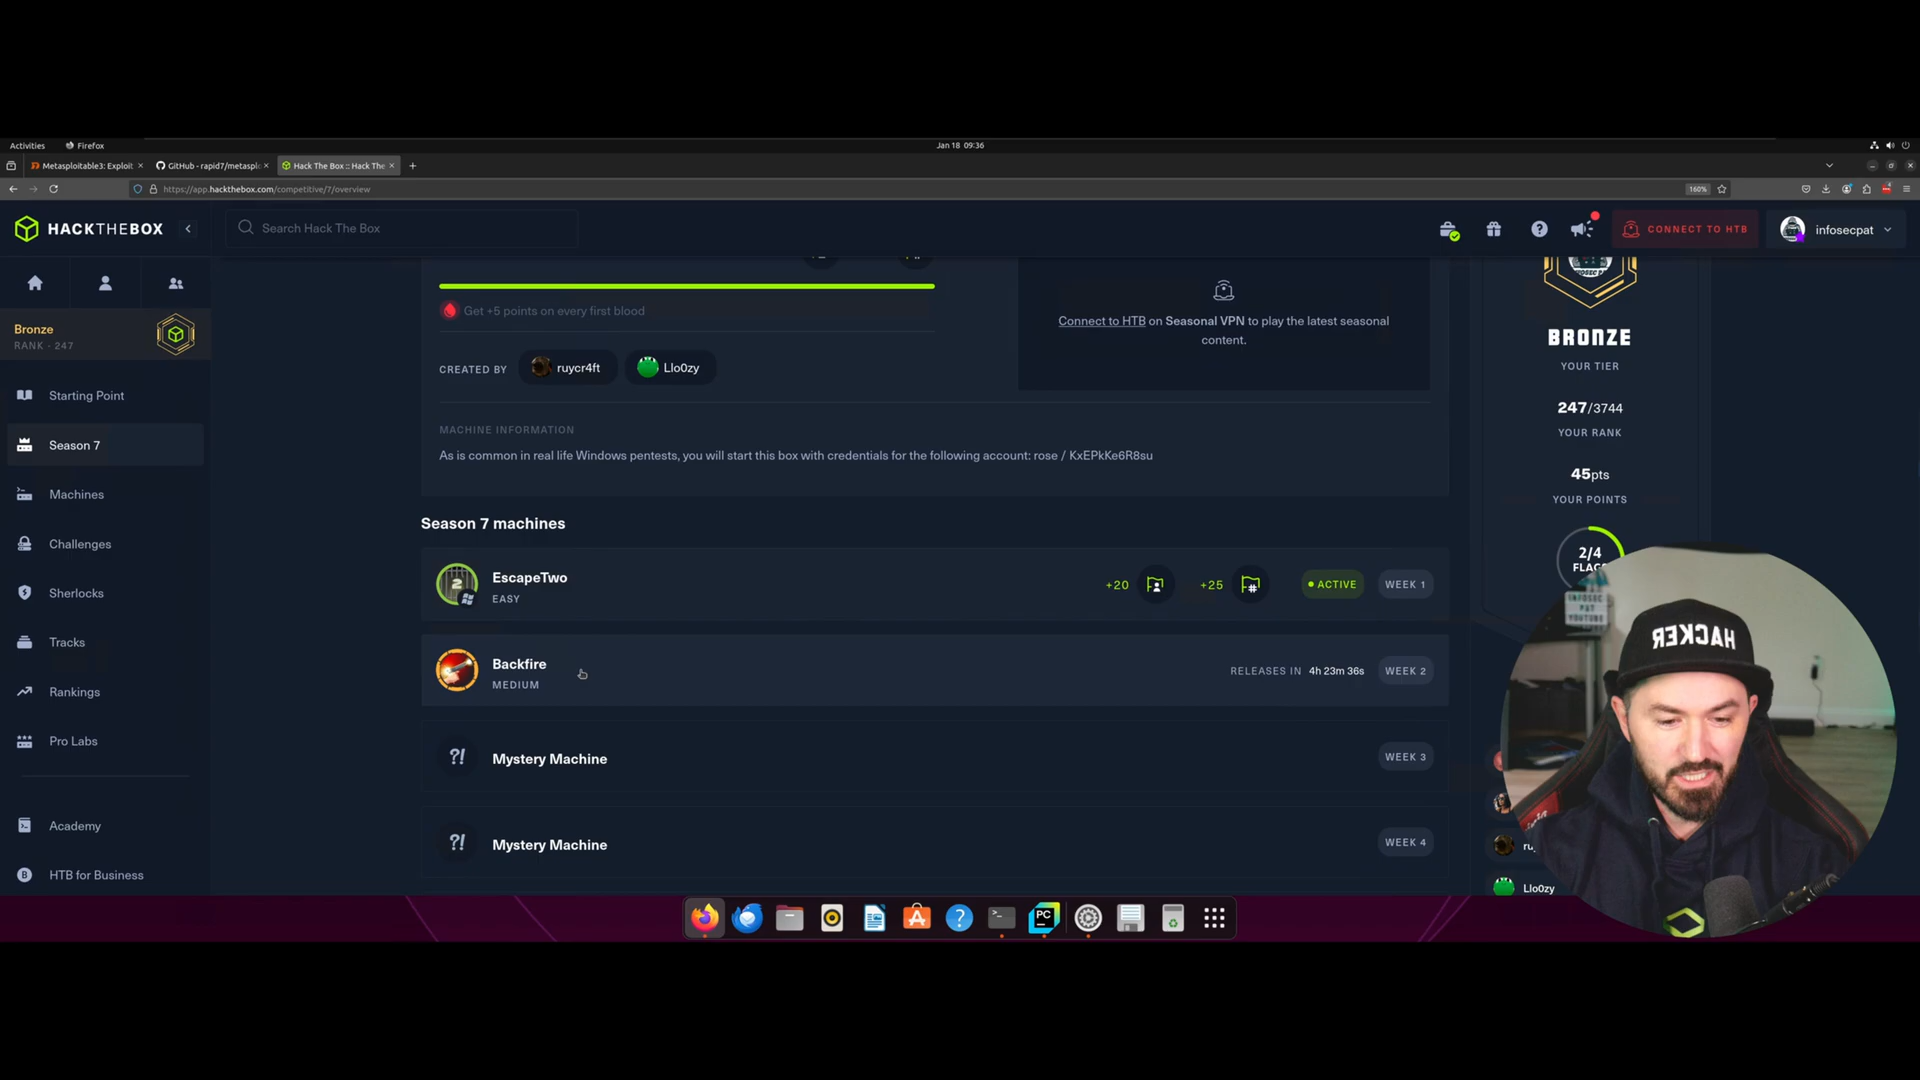 Activities
Firefox
Jan 18 09:36
Metasploitable3: Exploit
GitHub - rapid7/metasplo
Hack The Box :: Hack The
https://app.hackthebox.com/competitive/7/overview
160%
HACKTHEBOX
Search Hack The Box
CONNECT TO HTB
infosecpat
Bronze
RANK - 247
Starting Point
Season 7
Machines
Challenges
Sherlocks
Tracks
Rankings
Pro Labs
Academy
HTB for Business
Get +5 points on every first blood
CREATED BY ruycr4ft Llo0zy
Connect to HTB on Seasonal VPN to play the latest seasonal
content.
MACHINE INFORMATION
As is common in real life Windows pentests, you will start this box with credentials for the following account: rose / KxEPkKe6R8su
Season 7 machines
EscapeTwo
EASY
+20
+25
ACTIVE
WEEK 1
Backfire
MEDIUM
RELEASES IN 4h 23m 36s
WEEK 2
?! Mystery Machine
WEEK 3
?! Mystery Machine
WEEK 4
BRONZE
YOUR TIER
247/3744
YOUR RANK
45pts
YOUR POINTS
2/4
FLAGS
INFOSEC
PAT
YOUTUBE
HACKER
Llo0zy
PC